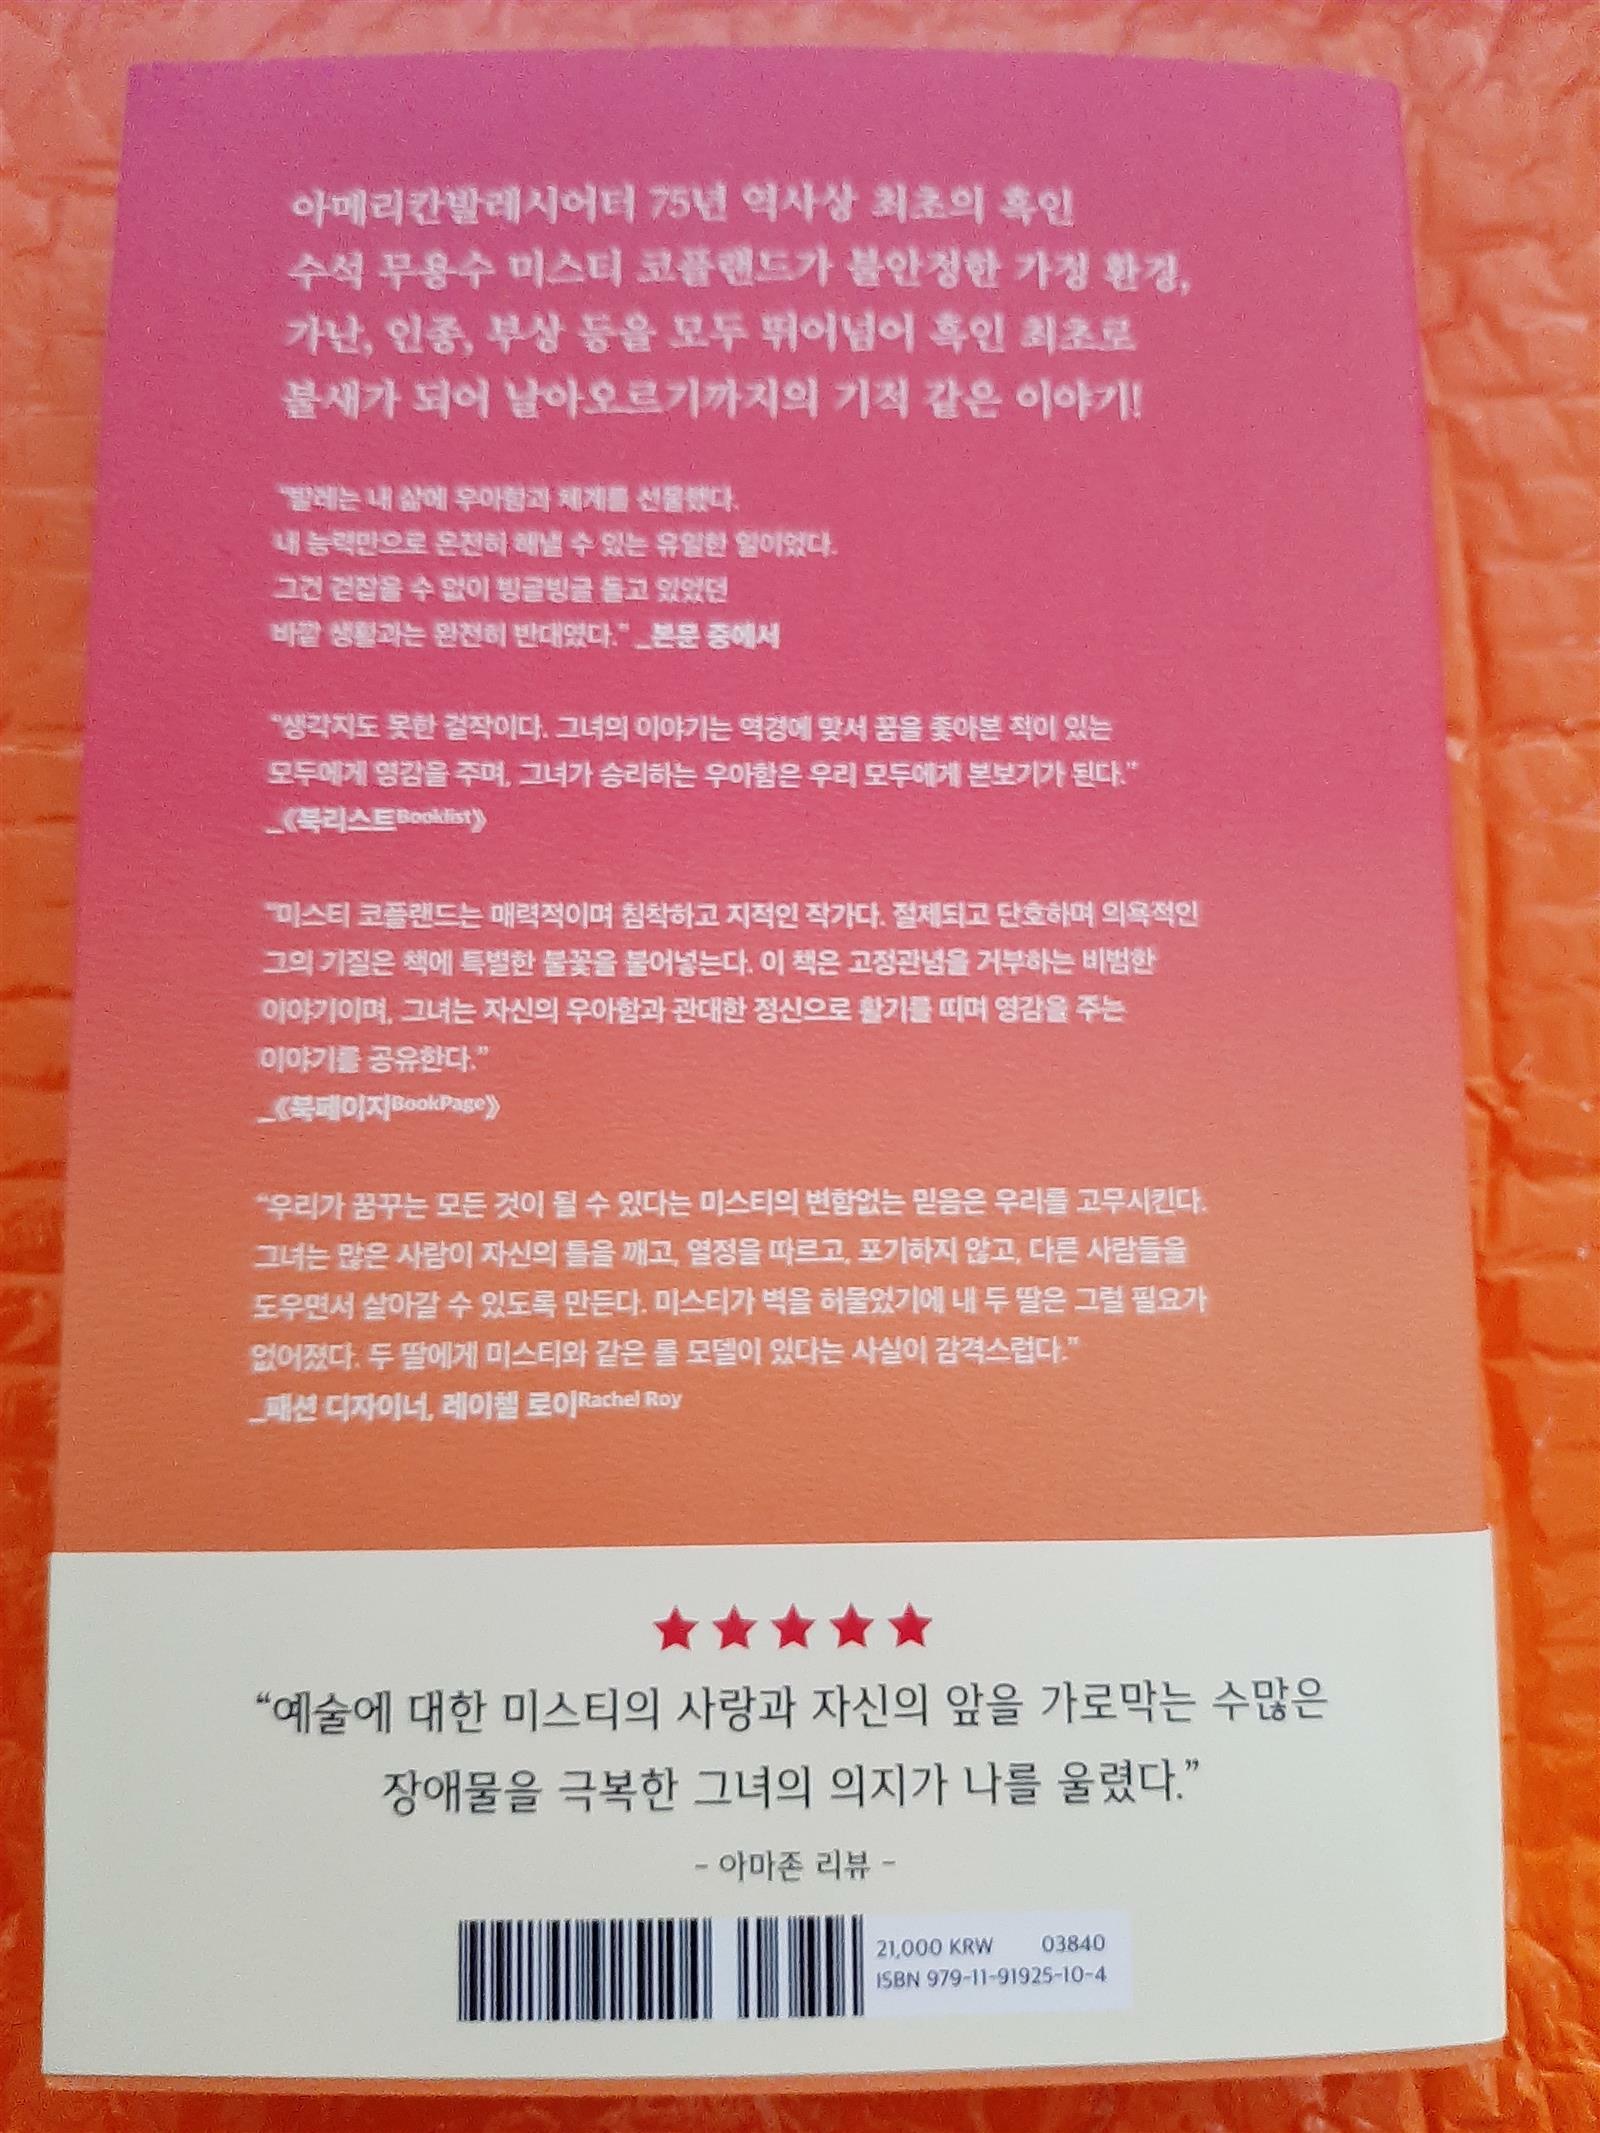 아메리칸발레시어터 75년 역사상 최초의 흑인
수석 무용수 미스티 코플랜드가 불안정한 가정 환경,
가난, 인종, 부상 등을 모두 뛰어넘어 흑인 최초로
불새가 되어 날아오르기까지의 기적 같은 이야기!
“발레는 내 삶에 우아함과 체계를 선물했다.
내 능력만으로 온전히 해낼 수 있는 유일한 일이었다.
그건 걷잡을 수 없이 빙글빙글 돌고 있었던
바깥 생활과는 완전히 반대였다.” _본문 중에서
“생각지도 못한 걸작이다. 그녀의 이야기는 역경에 맞서 꿈을 좇아본 적이 있는
모두에게 영감을 주며, 그녀가 승리하는 우아함은 우리 모두에게 본보기가 된다.”
_《북리스트Booklist》
“미스티 코플랜드는 매력적이며 침착하고 지적인 작가다. 절제되고 단호하며 의욕적인
그의 기질은 책에 특별한 불꽃을 불어넣는다. 이 책은 고정관념을 거부하는 비범한
이야기이며, 그녀는 자신의 우아함과 관대한 정신으로 활기를 띠며 영감을 주는
이야기를 공유한다.”
_《북페이지BookPage》
“우리가 꿈꾸는 모든 것이 될 수 있다는 미스티의 변함없는 믿음은 우리를 고무시킨다.
그녀는 많은 사람이 자신의 틀을 깨고, 열정을 따르고, 포기하지 않고, 다른 사람들을
도우면서 살아갈 수 있도록 만든다. 미스티가 벽을 허물었기에 내 두 딸은 그럴 필요가
없어졌다. 두 딸에게 미스티와 같은 롤 모델이 있다는 사실이 감격스럽다.”
_패션 디자이너, 레이첼 로이Rachel Roy
“예술에 대한 미스티의 사랑과 자신의 앞을 가로막는 수많은
장애물을 극복한 그녀의 의지가 나를 울렸다.”
- 아마존 리뷰 -
21,000 KRW 03840
ISBN 979-11-91925-10-4